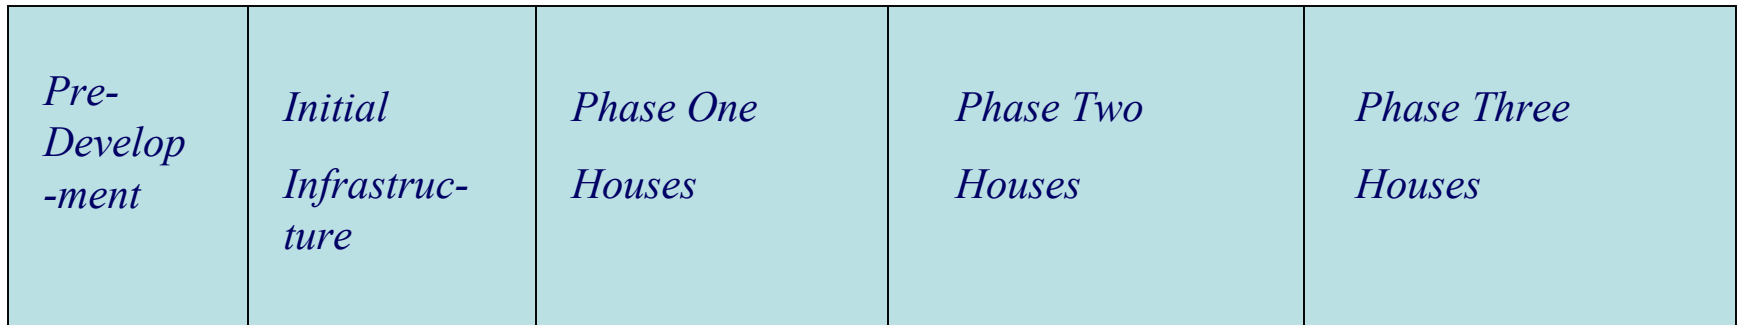 Pre-
Develop
-ment
Initial
Infrastruc-
ture
Phase One
Houses
Phase Two
Houses
Phase Three
Houses